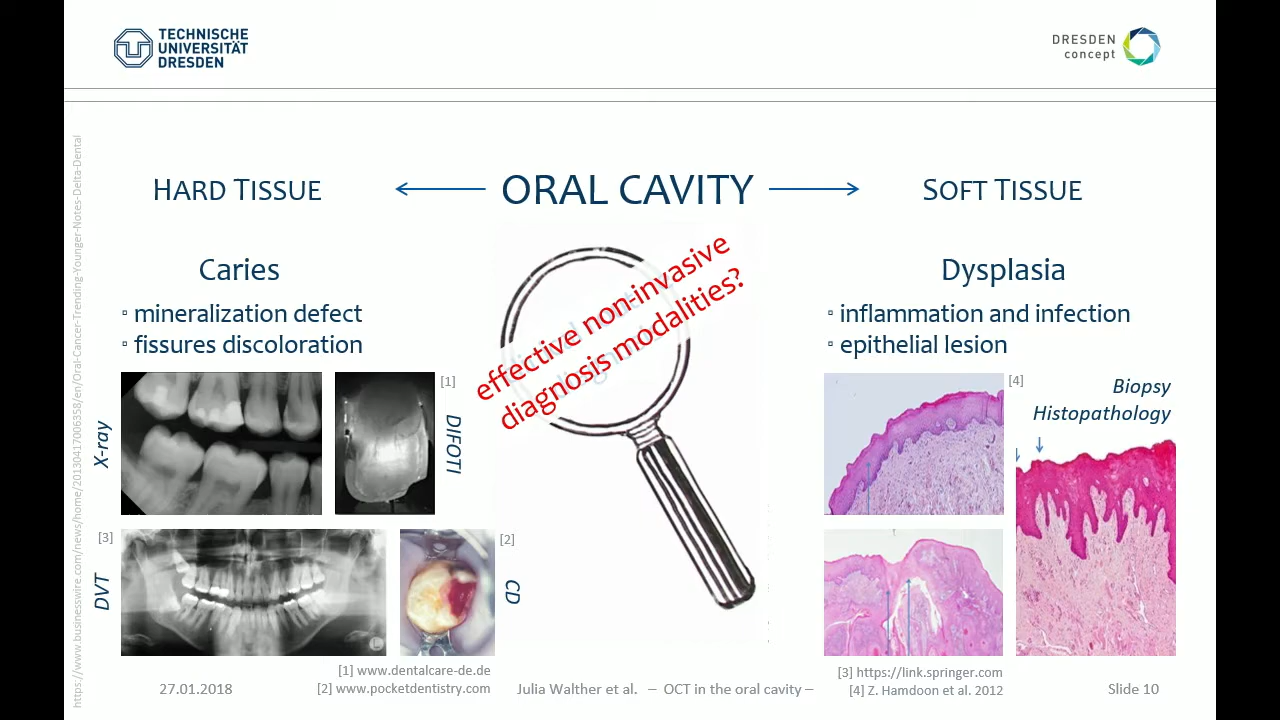 TECHNISCHE
UNIVERSITÄT
DRESDEN
DRESDEN
concept
HARD TISSUE
ORAL CAVITY
SOFT TISSUE
Caries
▫ mineralization defect
▫ fissures discoloration
effective non-invasive
diagnosis modalities?
Dysplasia
▫ inflammation and infection
▫ epithelial lesion
X-ray
[1]
DIFOTI
[3]
DVT
[2]
CD
[4]
Biopsy
Histopathology
https://www.businesswire.com/news/home/20130417006358/en/Oral-Cancer-Trending-Younger-Notes-Delta-Dental
[1] www.dentalcare-de.de
[2] www.pocketdentistry.com
[3] https://link.springer.com
[4] Z. Hamdoon et al. 2012
27.01.2018
Julia Walther et al. – OCT in the oral cavity –
Slide 10